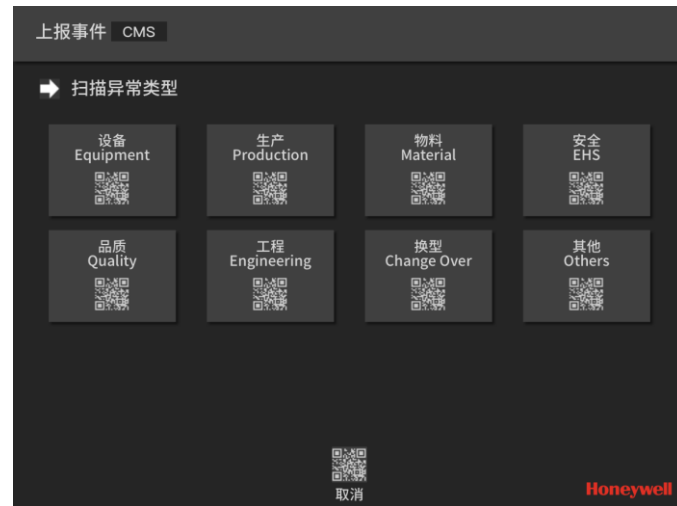 上报事件 CMS
扫描异常类型
设备
Equipment
生产
Production
物料
Material
安全
EHS
品质
Quality
工程
Engineering
换型
Change Over
其他
Others
取消
Honeywell